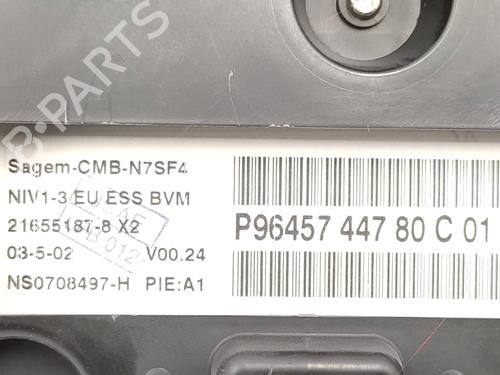 B-PARTS
Sagem-CMB-N7SF4
NIV1-3 EU ESS BVM
21655187-8 X2
03-5-02 V00.24
NS0708497-H PIE:A1
P96457 447 80 C 01
012